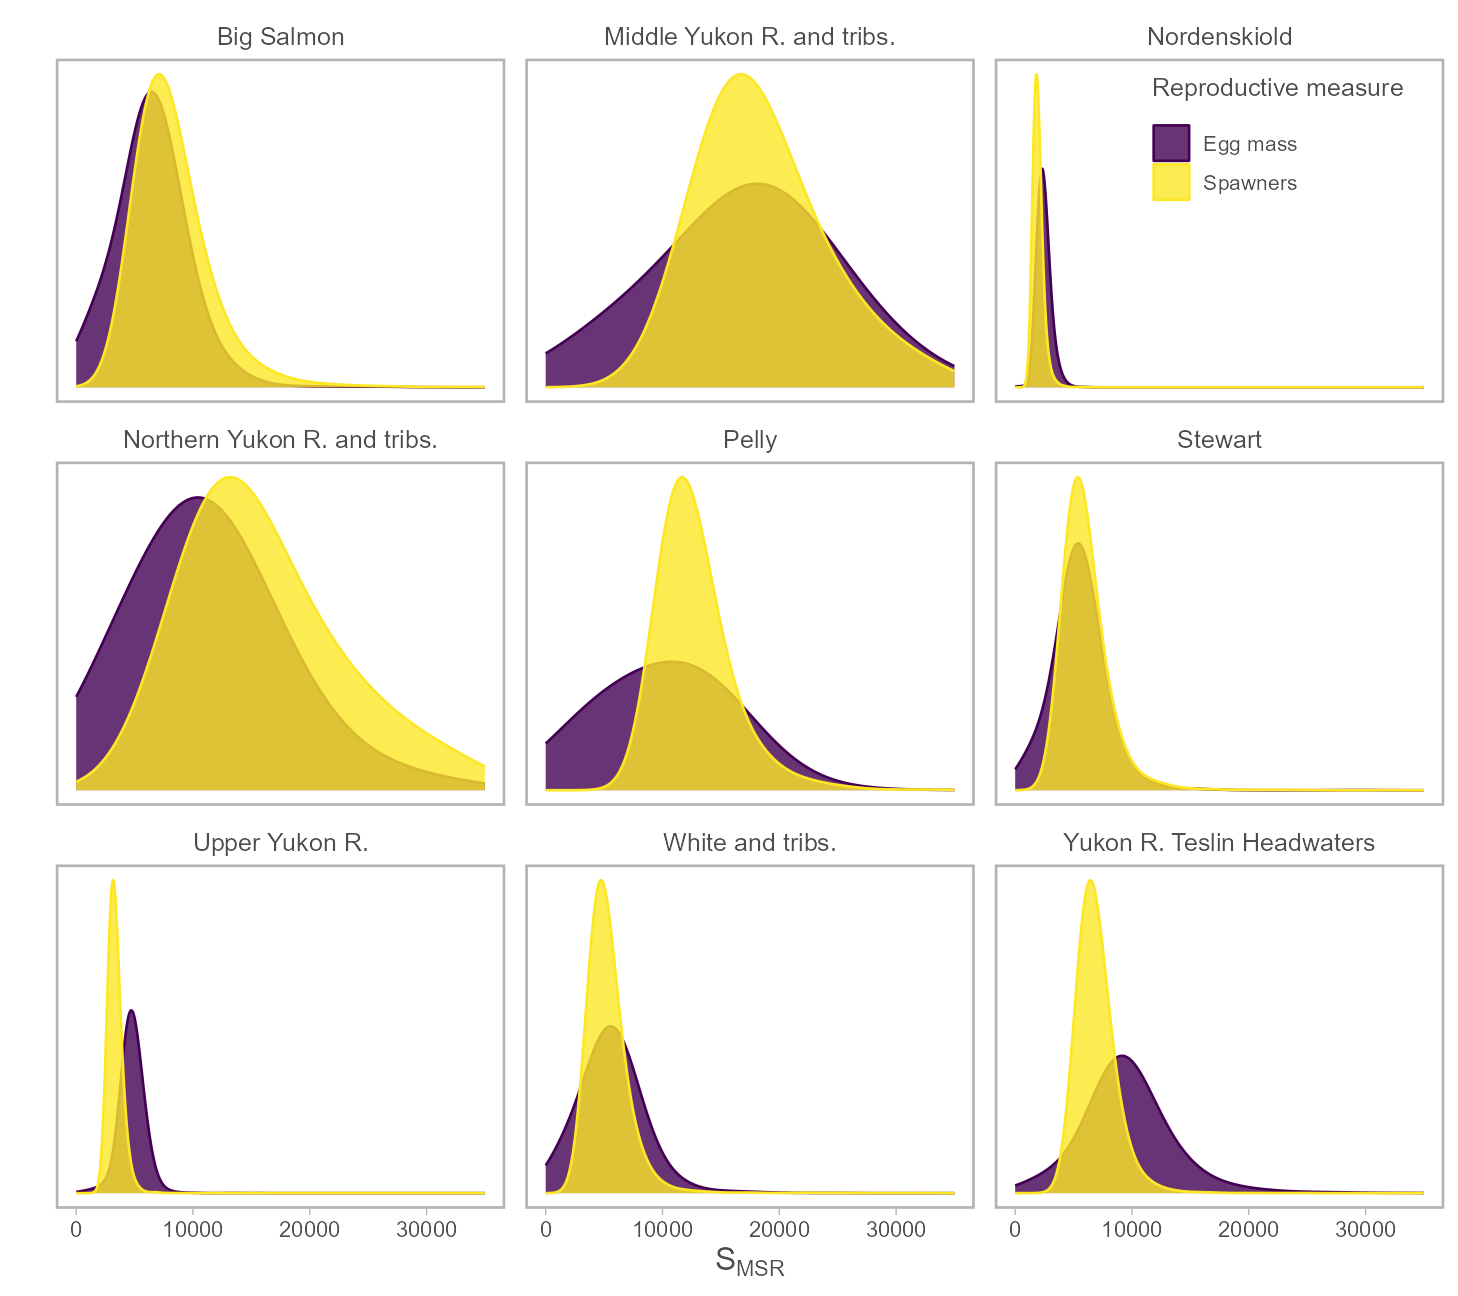 Big Salmon
Middle Yukon R. and tribs.
Nordenskiold
Reproductive measure
Egg mass
Spawners
Northern Yukon R. and tribs.
Pelly
Stewart
Upper Yukon R.
White and tribs.
Yukon R. Teslin Headwaters
0 10000 20000 30000
0 10000 20000 30000
0 10000 20000 30000
SMSR